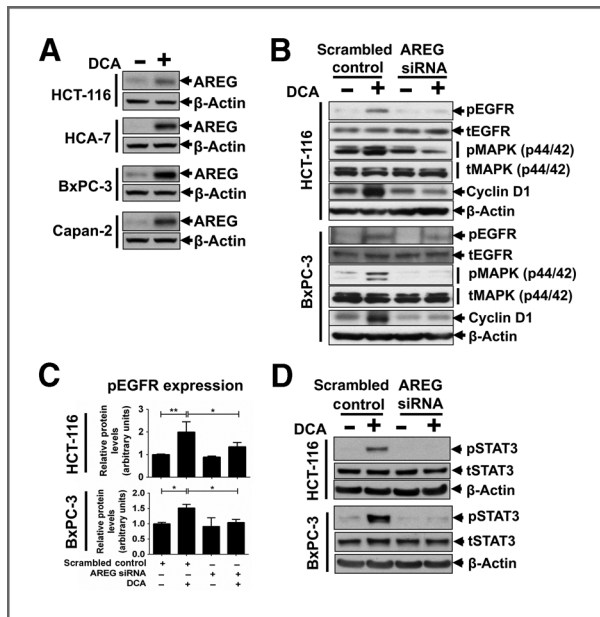 A
DCA − +
HCT-116
AREG
β-Actin
HCA-7
AREG
β-Actin
BxPC-3
AREG
β-Actin
Capan-2
AREG
β-Actin
B
Scrambled control
AREG siRNA
DCA − + − +
HCT-116
pEGFR
tEGFR
pMAPK (p44/42)
tMAPK (p44/42)
Cyclin D1
β-Actin
BxPC-3
pEGFR
tEGFR
pMAPK (p44/42)
tMAPK (p44/42)
Cyclin D1
β-Actin
C
pEGFR expression
HCT-116
Relative protein levels (arbitrary units)
3
2
1
0
** *
BxPC-3
Relative protein levels (arbitrary units)
2.0
1.5
1.0
0.5
0.0
* *
Scrambled control + + − −
AREG siRNA − − + +
DCA − + − +
D
Scrambled control
AREG siRNA
DCA − + − +
HCT-116
pSTAT3
tSTAT3
β-Actin
BxPC-3
pSTAT3
tSTAT3
β-Actin